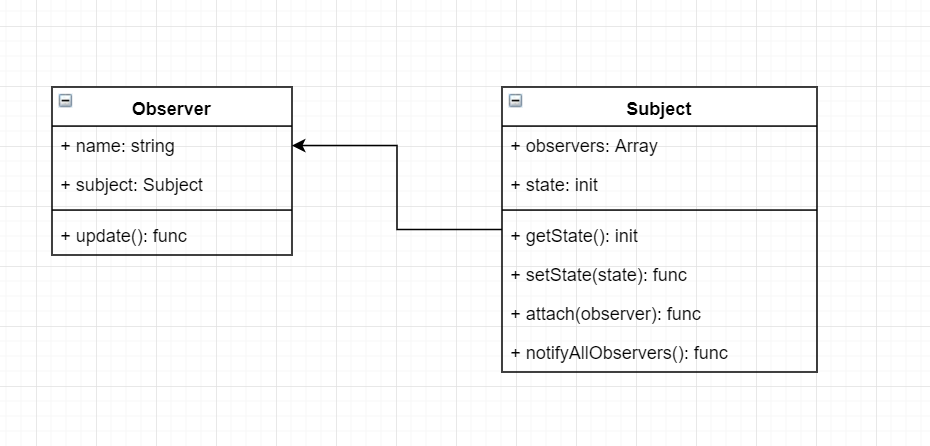 Observer
+ name: string
+ subject: Subject
+ update(): func
Subject
+ observers: Array
+ state: init
+ getState(): init
+ setState(state): func
+ attach(observer): func
+ notifyAllObservers(): func